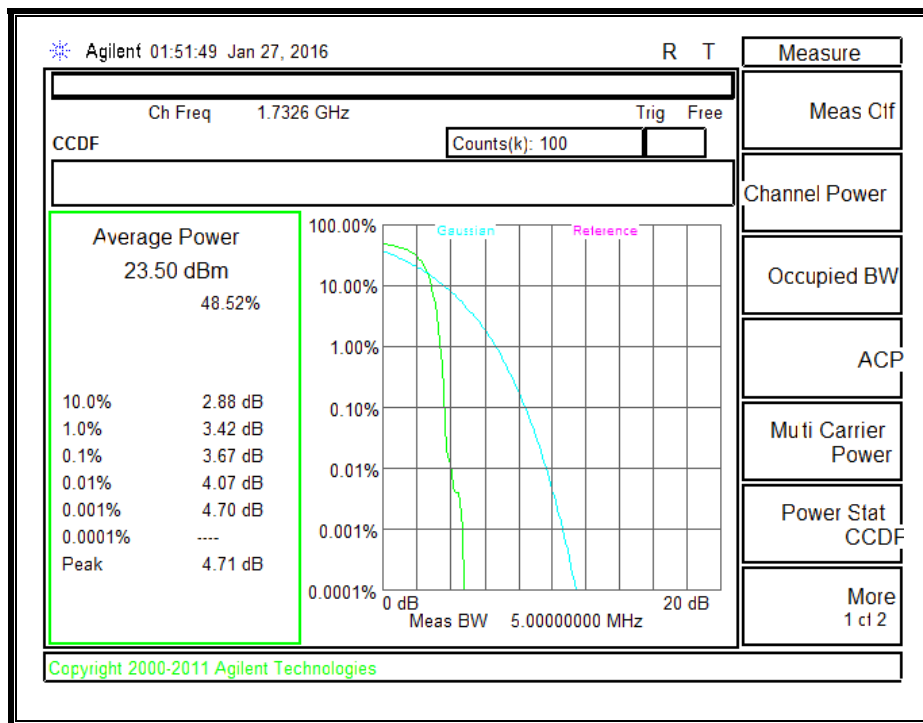 Agilent 01:51:49 Jan 27, 2016 R T
Measure
Ch Freq 1.7326 GHz Trig Free
CCDF Counts(k): 100
Average Power
23.50 dBm
48.52%
10.0% 2.88 dB
1.0% 3.42 dB
0.1% 3.67 dB
0.01% 4.07 dB
0.001% 4.70 dB
0.0001% ----
Peak 4.71 dB
Gaussian Reference
100.00%
10.00%
1.00%
0.10%
0.01%
0.001%
0.0001%
0 dB 20 dB
Meas BW 5.00000000 MHz
Meas Off
Channel Power
Occupied BW
ACP
Multi Carrier
Power
Power Stat
CCDF
More
1 of 2
Copyright 2000-2011 Agilent Technologies